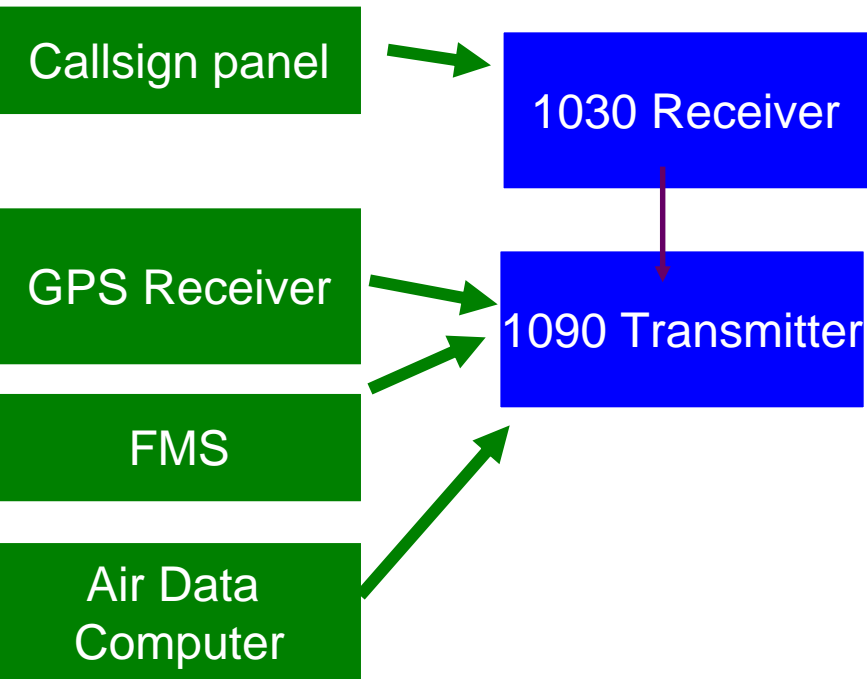 Callsign panel
1030 Receiver
GPS Receiver
1090 Transmitter
FMS
Air Data
Computer